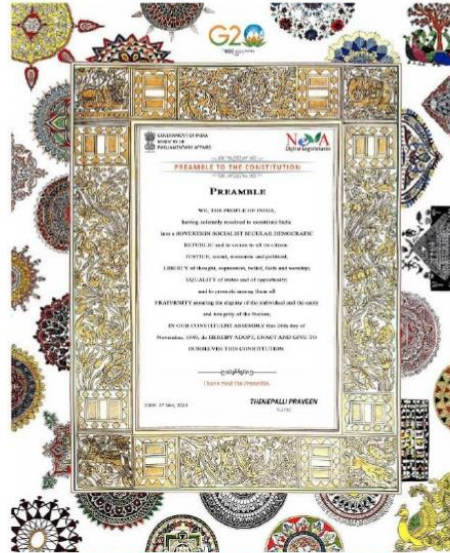 G20
GOVERNMENT OF INDIA
MINISTRY OF
PARLIAMENTARY AFFAIRS
NeVA
Digital Legislatures
PREAMBLE TO THE CONSTITUTION
PREAMBLE
WE, THE PEOPLE OF INDIA,
having solemnly resolved to constitute India
into a SOVEREIGN SOCIALIST SECULAR DEMOCRATIC
REPUBLIC and to secure to all its citizens
JUSTICE, social, economic and political;
LIBERTY of thought, expression, belief, faith and worship;
EQUALITY of status and of opportunity;
and to promote among them all
FRATERNITY assuring the dignity of the individual and the unity
and integrity of the Nation;
IN OUR CONSTITUENT ASSEMBLY this 26th day of
November, 1949, do HEREBY ADOPT, ENACT AND GIVE TO
OURSELVES THIS CONSTITUTION
I have read the Preamble.
THENEPALLI PRAVEEN